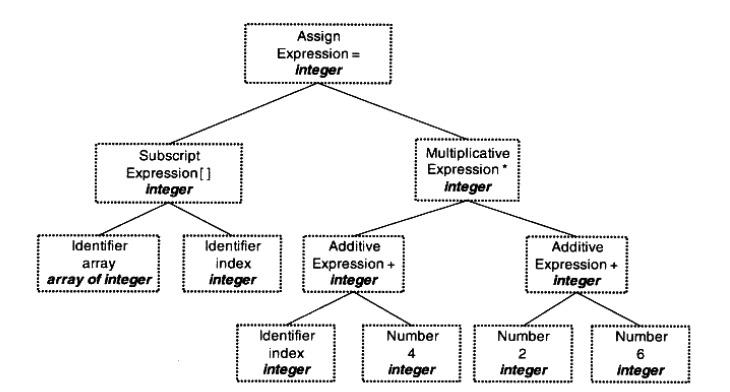 Assign
Expression =
integer
Subscript
Expression[ ]
integer
Multiplicative
Expression *
integer
Identifier
array
array of integer
Identifier
index
integer
Additive
Expression +
integer
Additive
Expression +
integer
Identifier
index
integer
Number
4
integer
Number
2
integer
Number
6
integer